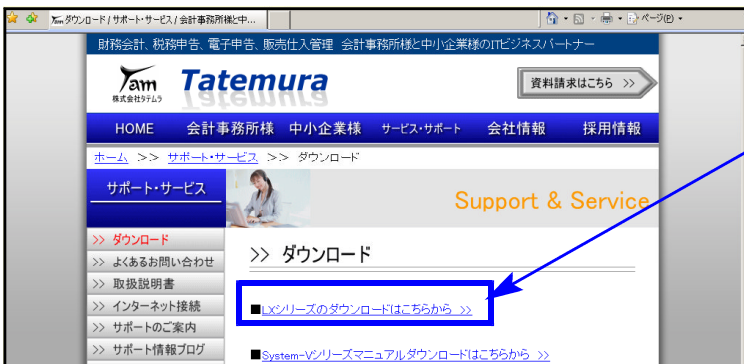 ダウンロード / サポート・サービス / 会計事務所様と中...
ページ(P)
財務会計、税務申告、電子申告、販売仕入管理 会計事務所様と中小企業様のITビジネスパートナー
Tam
株式会社タテムラ
Tatemura
資料請求はこちら >>
HOME 会計事務所様 中小企業様 サービス・サポート 会社情報 採用情報
ホーム >> サポート・サービス >> ダウンロード
サポート・サービス
Support & Service
>> ダウンロード
>> よくあるお問い合わせ
>> 取扱説明書
>> インターネット接続
>> サポートのご案内
>> サポート情報ブログ
>> ダウンロード
■LXシリーズのダウンロードはこちらから >>
■System-Vシリーズマニュアルダウンロードはこちらから >>